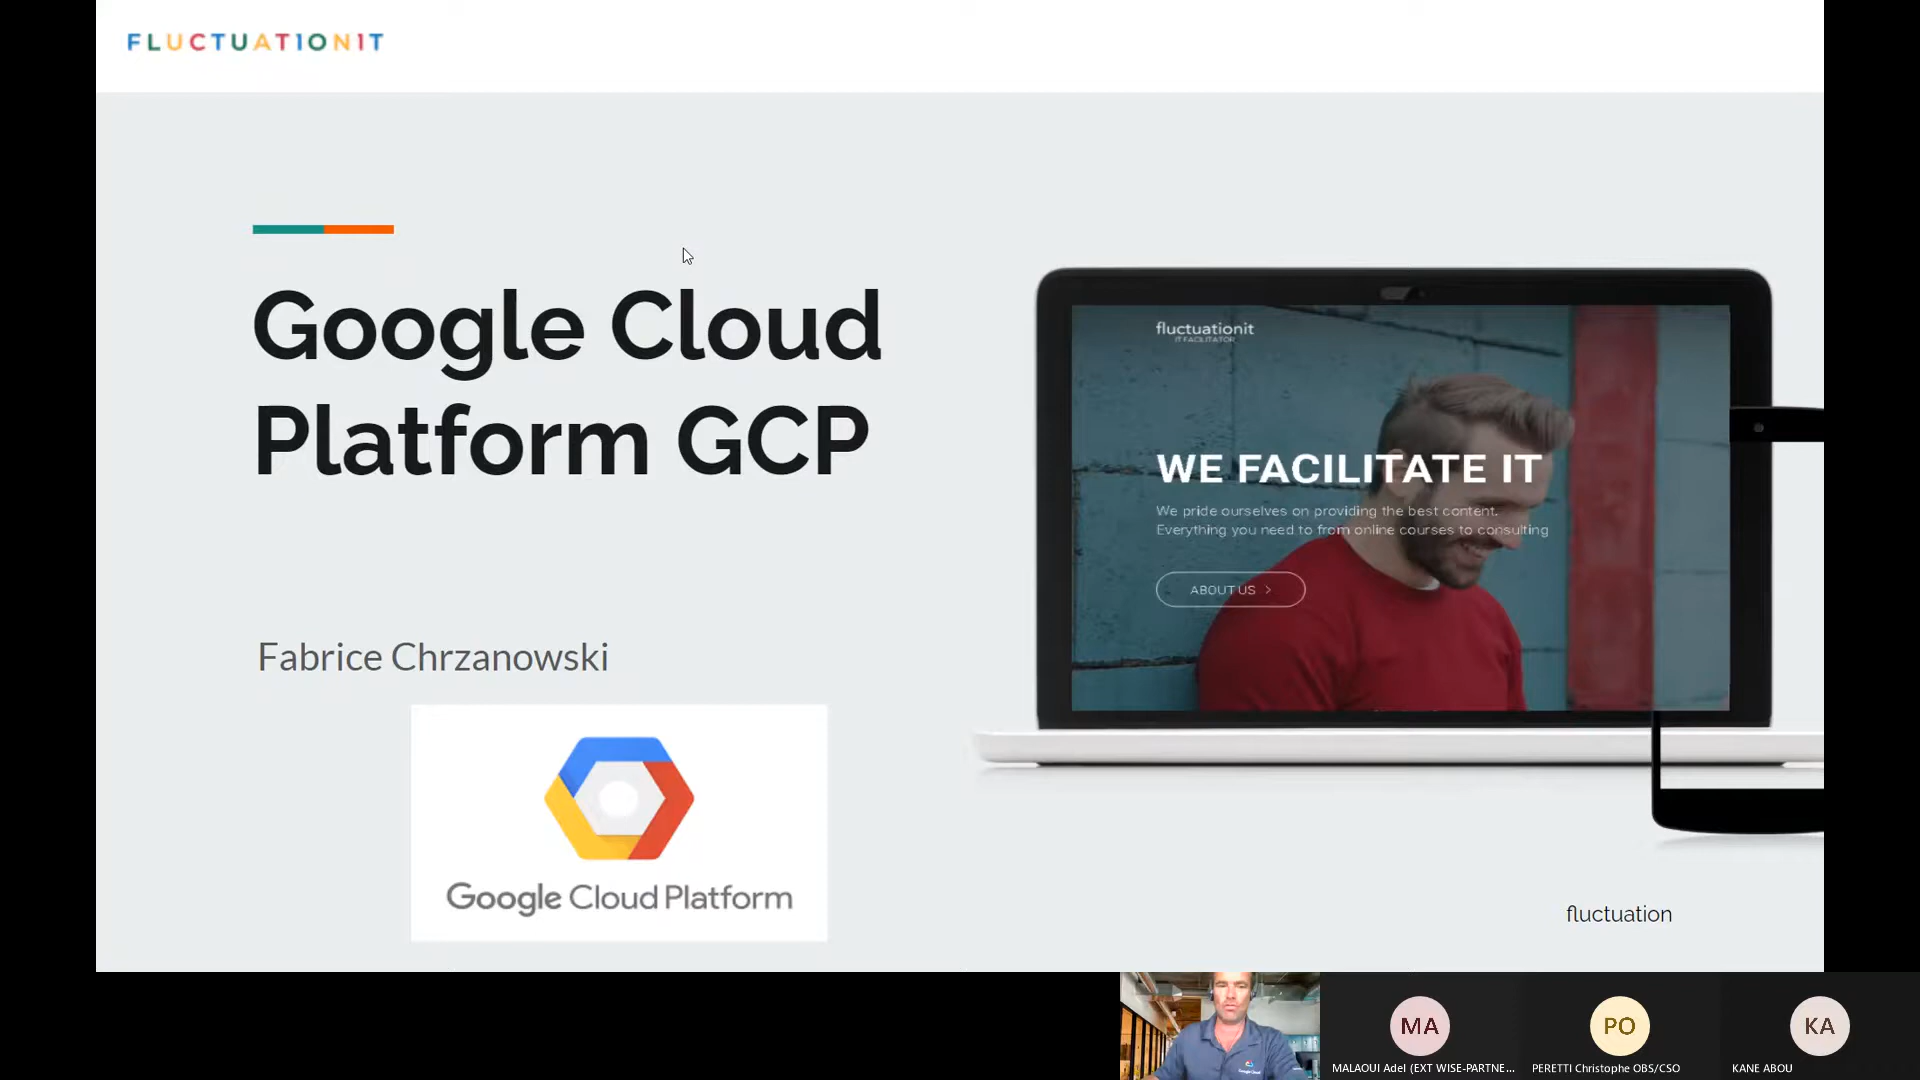 FLUCTUATIONIT
Google Cloud
Platform GCP
Fabrice Chrzanowski
Google Cloud Platform
fluctuationit
IT FACILITATOR
WE FACILITATE IT
We pride ourselves on providing the best content.
Everything you need to from online courses to consulting
ABOUT US >
fluctuation
Google Cloud
MA
MALAOUI Adel (EXT WISE-PARTNE...
PO
PERETTI Christophe OBS/CSO
KA
KANE ABOU